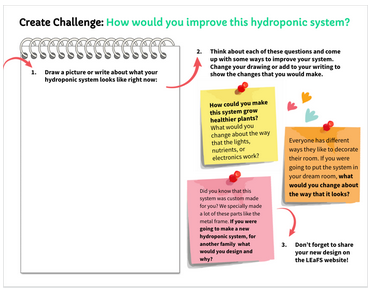 Create Challenge: How would you improve this hydroponic system?
1. Draw a picture or write about what your
hydroponic system looks like right now:
2. Think about each of these questions and come
up with some ways to improve your system.
Change your drawing or add to your writing to
show the changes that you would make.
How could you make
this system grow
healthier plants?
What would you
change about the way
that the lights,
nutrients, or
electronics work?
Everyone has different
ways they like to decorate
their room. If you were
going to put the system in
your dream room, what
would you change about
the way that it looks?
Did you know that this
system was custom made
for you? We specially made
a lot of these parts like the
metal frame. If you were
going to make a new
hydroponic system, for
another family what
would you design and
why?
3. Don't forget to share
your new design on
the LEaFS website!